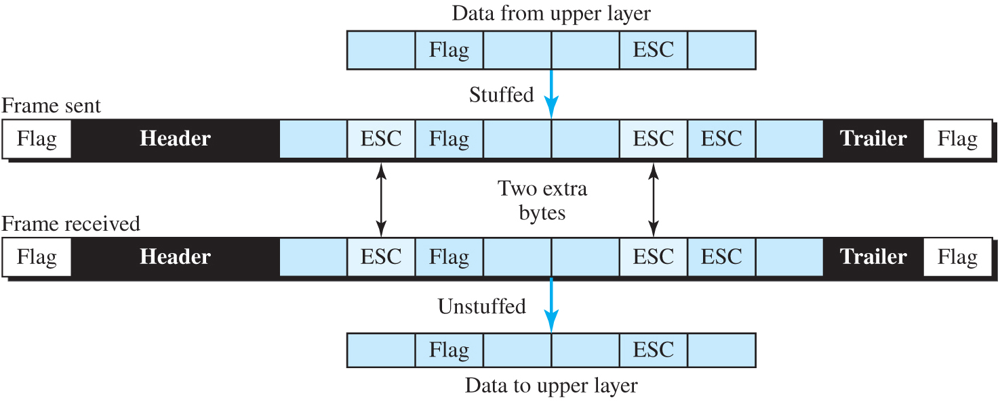 Data from upper layer
Flag ESC
Stuffed
Frame sent
Flag Header ESC Flag ESC ESC Trailer Flag
Two extra
bytes
Frame received
Flag Header ESC Flag ESC ESC Trailer Flag
Unstuffed
Flag ESC
Data to upper layer